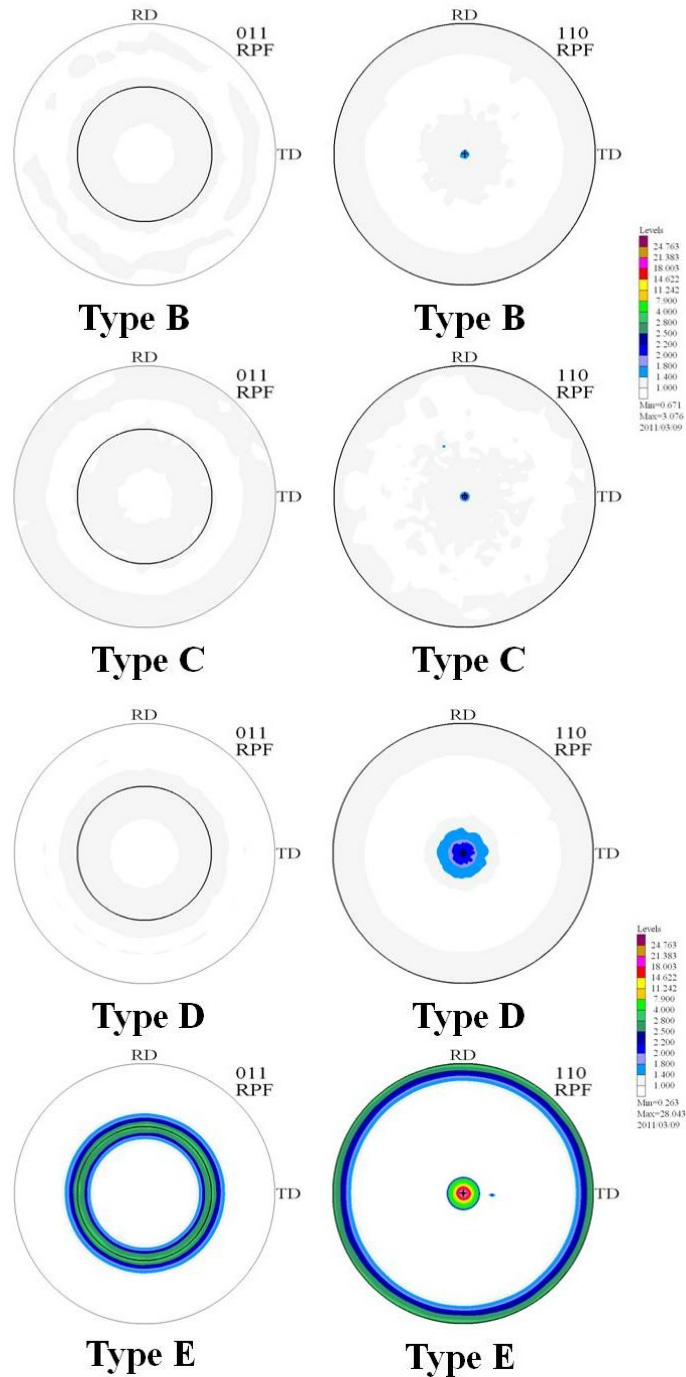 RD
011
RPF
TD
Type B
RD
110
RPF
TD
Type B
Levels
24.763
21.383
18.003
14.622
11.242
7.900
4.000
2.800
2.500
2.200
2.000
1.800
1.400
1.000
Min=0.671
Max=3.076
2011/03/09
RD
011
RPF
TD
Type C
RD
110
RPF
TD
Type C
RD
011
RPF
TD
Type D
RD
110
RPF
TD
Type D
Levels
24.763
21.383
18.003
14.622
11.242
7.900
4.000
2.800
2.500
2.200
2.000
1.800
1.400
1.000
Min=0.263
Max=28.043
2011/03/09
RD
011
RPF
TD
Type E
RD
110
RPF
TD
Type E